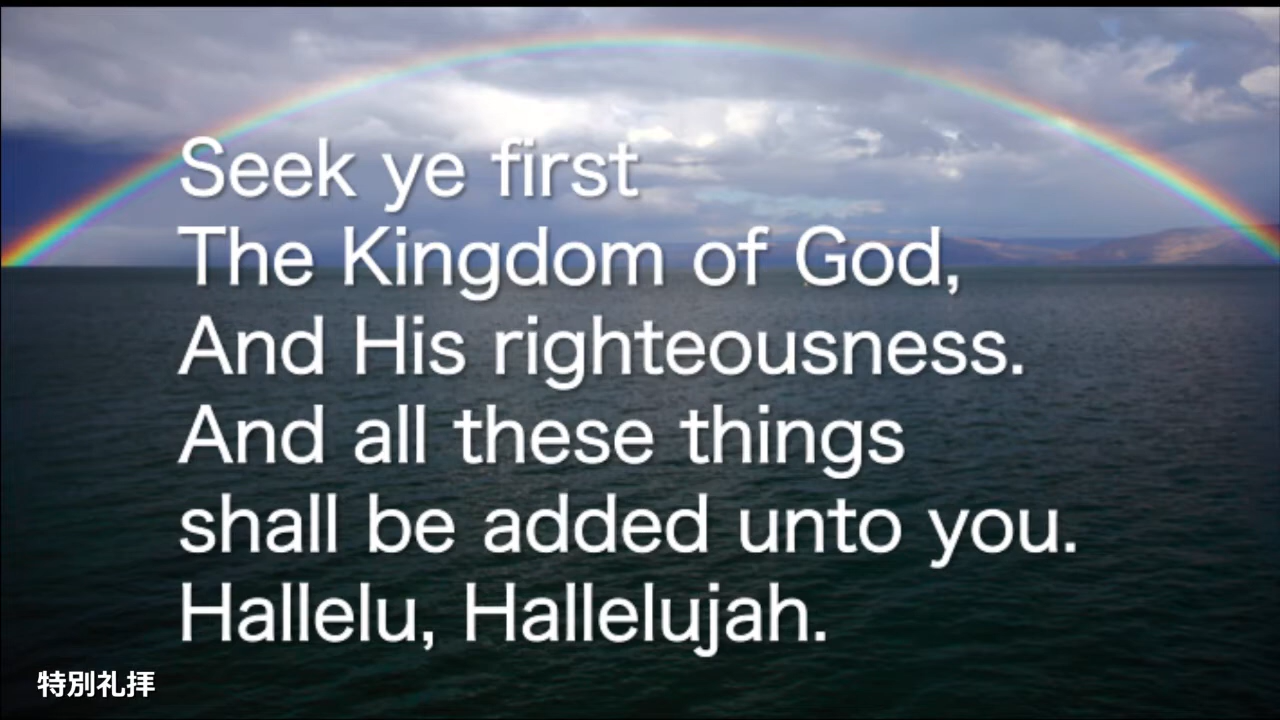 Seek ye first
The Kingdom of God,
And His righteousness.
And all these things
shall be added unto you.
Hallelu, Hallelujah.
特別礼拝